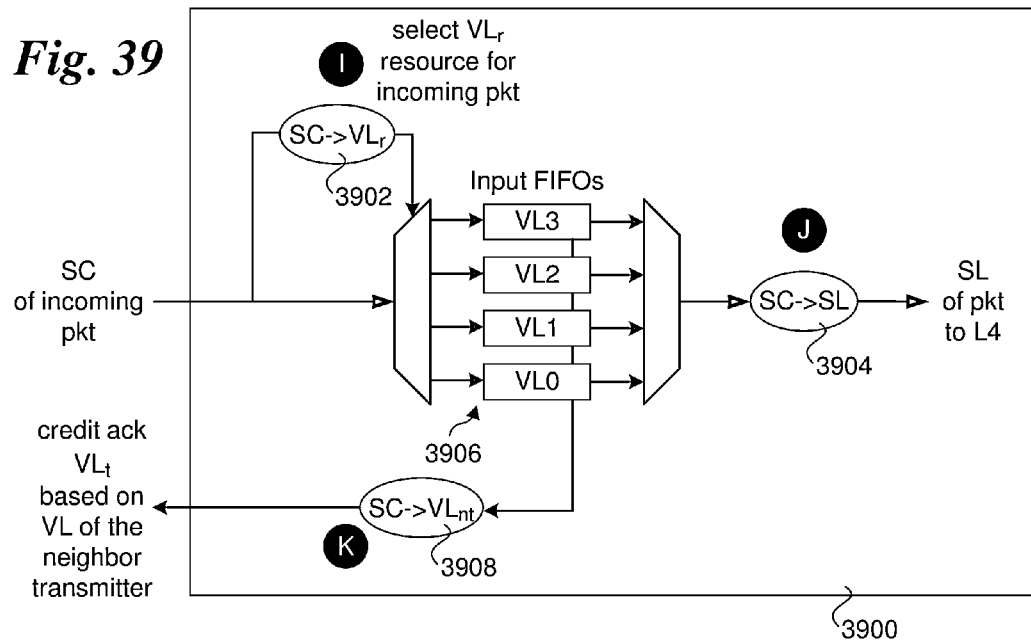 Fig. 39
I
select VLr
resource for
incoming pkt
SC->VLr
3902
Input FIFOs
VL3
VL2
VL1
VL0
3906
SC
of incoming
pkt
J
SC->SL
3904
SL
of pkt
to L4
credit ack
VLt
based on
VL of the
neighbor
transmitter
SC->VLnt
K
3908
3900